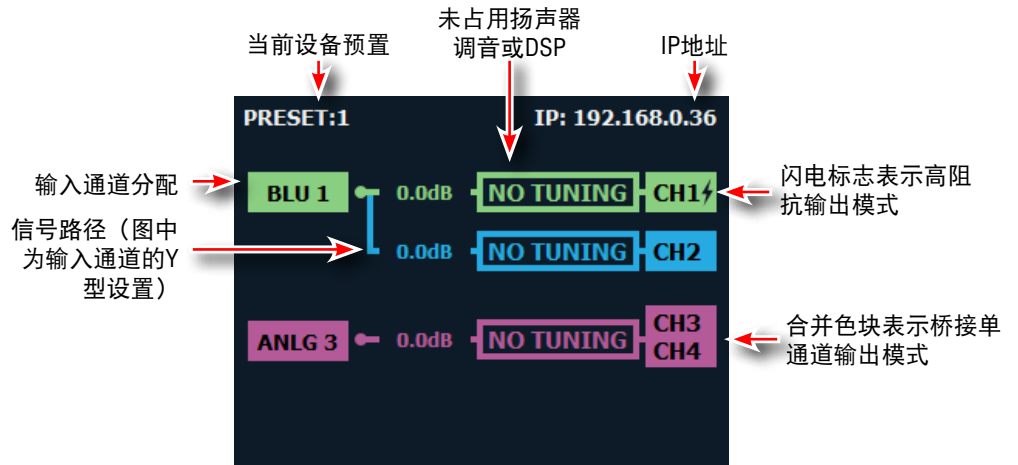 当前设备预置
未占用扬声器
调音或DSP
IP地址
PRESET:1
IP: 192.168.0.36
输入通道分配
BLU 1
0.0dB
NO TUNING
CH1
闪电标志表示高阻
抗输出模式
信号路径（图中
为输入通道的Y
型设置）
0.0dB
NO TUNING
CH2
ANLG 3
0.0dB
NO TUNING
CH3
CH4
合并色块表示桥接单
通道输出模式